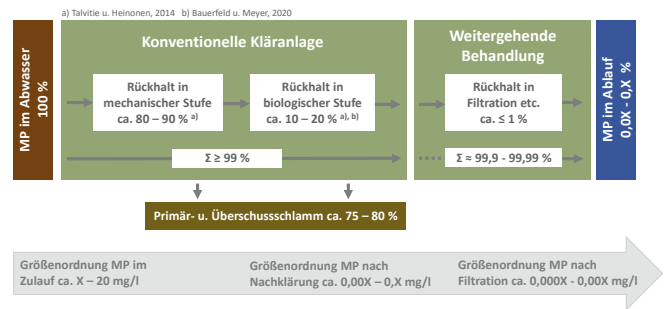 a) Talvitie u. Heinonen, 2014 b) Bauerfeld u. Meyer, 2020
MP im Abwasser
100 %
Konventionelle Kläranlage
Rückhalt in
mechanischer Stufe
ca. 80 – 90 % a)
Rückhalt in
biologischer Stufe
ca. 10 – 20 % a), b)
Σ ≥ 99 %
Weitergehende
Behandlung
Rückhalt in
Filtration etc.
ca. ≤ 1 %
Σ ≈ 99,9 - 99,99 %
MP im Ablauf
0,0X - 0,X %
Primär- u. Überschussschlamm ca. 75 – 80 %
Größenordnung MP im
Zulauf ca. X – 20 mg/l
Größenordnung MP nach
Nachklärung ca. 0,00X – 0,X mg/l
Größenordnung MP nach
Filtration ca. 0,000X - 0,00X mg/l